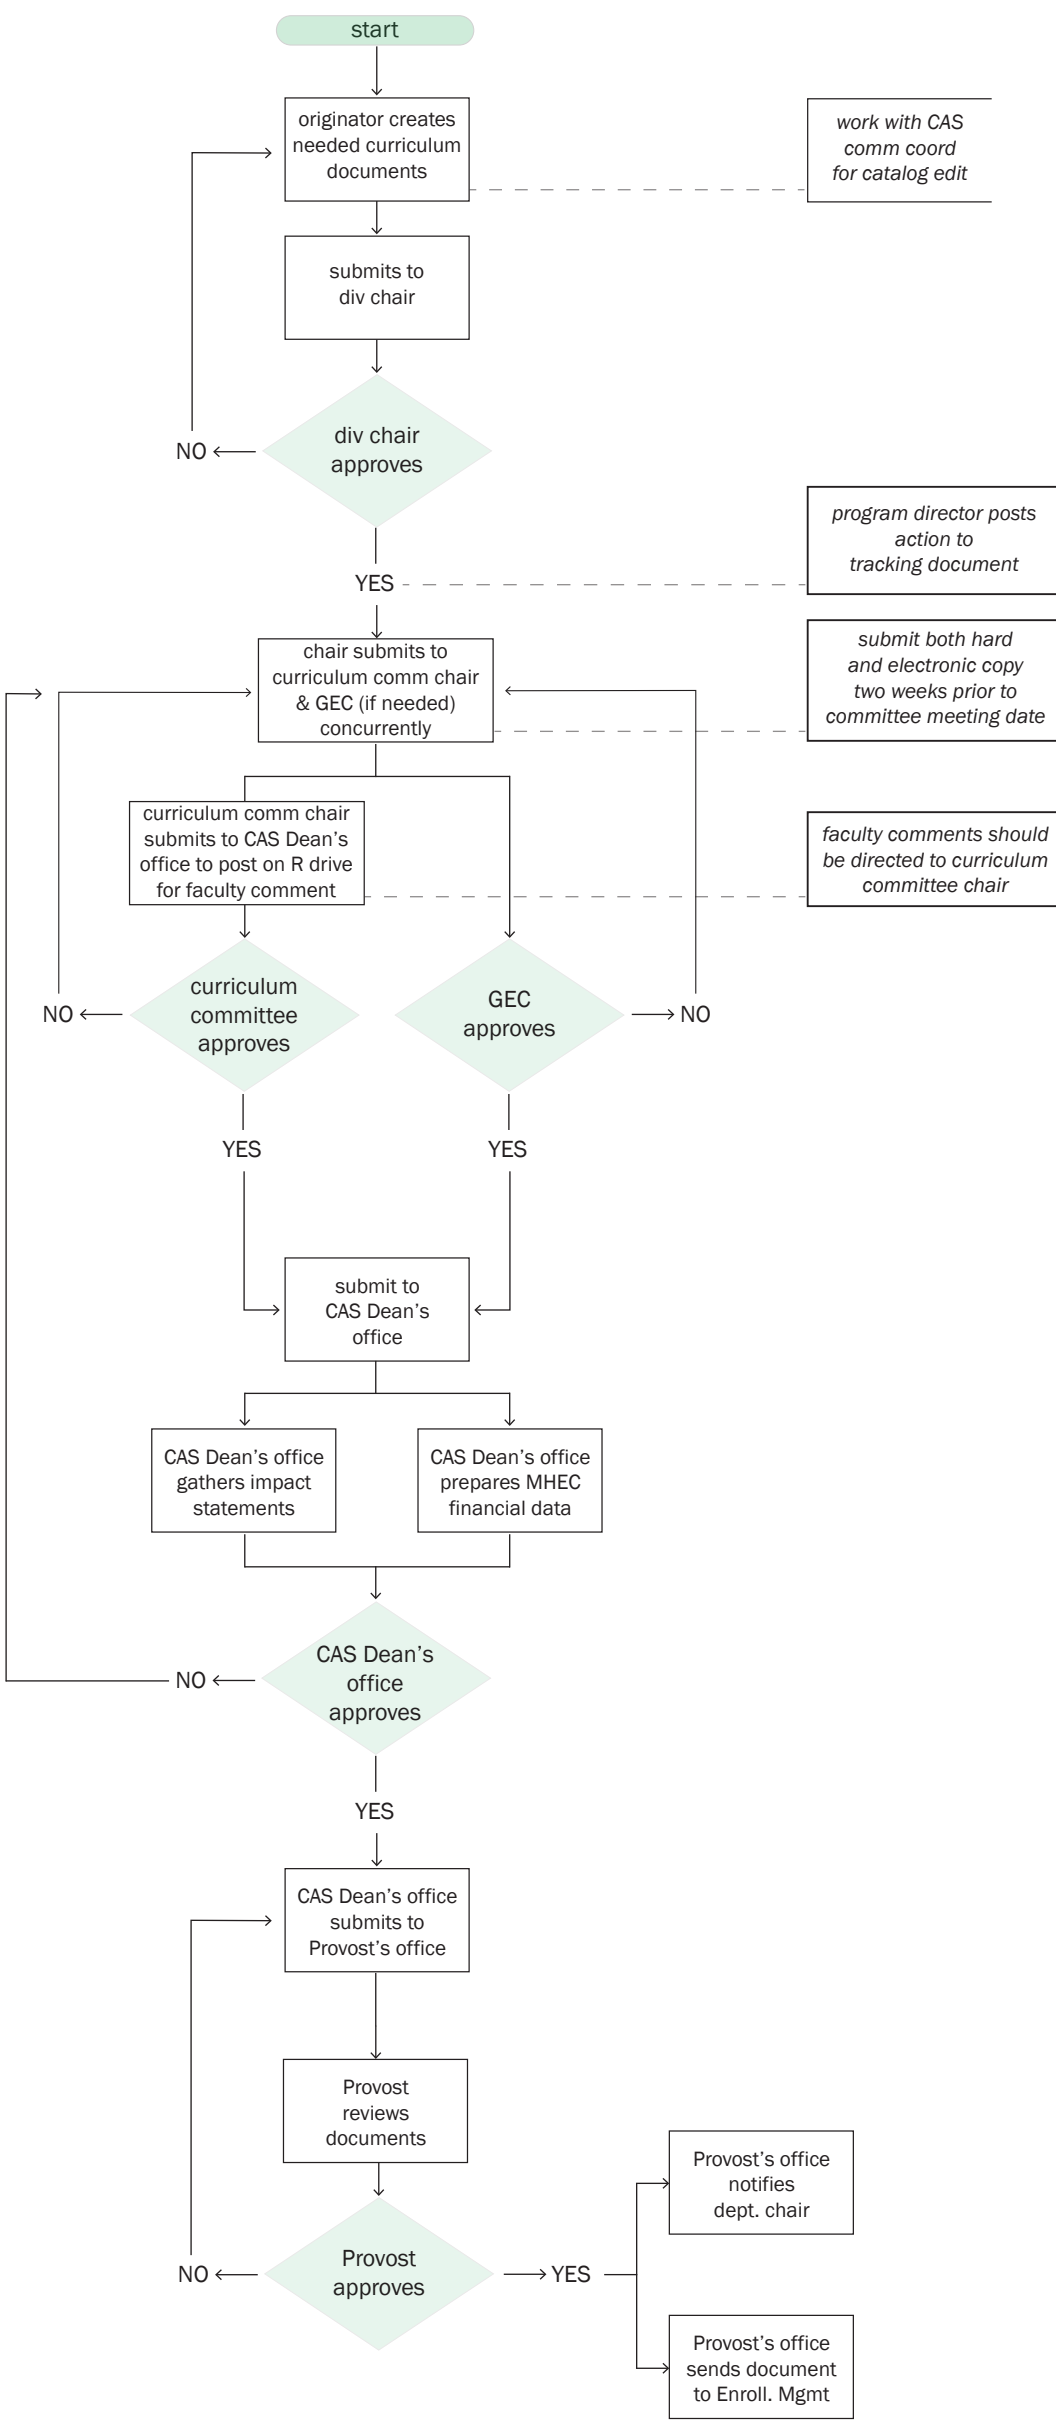 start
originator creates
needed curriculum
documents
work with CAS
comm coord
for catalog edit
submits to
div chair
div chair
approves
NO
program director posts
action to
tracking document
YES
submit both hard
and electronic copy
two weeks prior to
committee meeting date
chair submits to
curriculum comm chair
& GEC (if needed)
concurrently
curriculum comm chair
submits to CAS Dean’s
office to post on R drive
for faculty comment
faculty comments should
be directed to curriculum
committee chair
curriculum
committee
approves
NO
GEC
approves
NO
YES
YES
submit to
CAS Dean’s
office
CAS Dean’s office
gathers impact
statements
CAS Dean’s office
prepares MHEC
financial data
CAS Dean’s
office
approves
NO
YES
CAS Dean’s office
submits to
Provost’s office
Provost
reviews
documents
Provost
approves
NO
YES
Provost’s office
notifies
dept. chair
Provost’s office
sends document
to Enroll. Mgmt